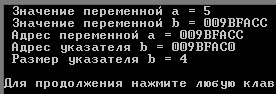 Значение переменной a = 5
Значение переменной b = 009BFACC
Адрес переменной a = 009BFACC
Адрес указателя b = 009BFAC0
Размер указателя b = 4
Для продолжения нажмите любую клав